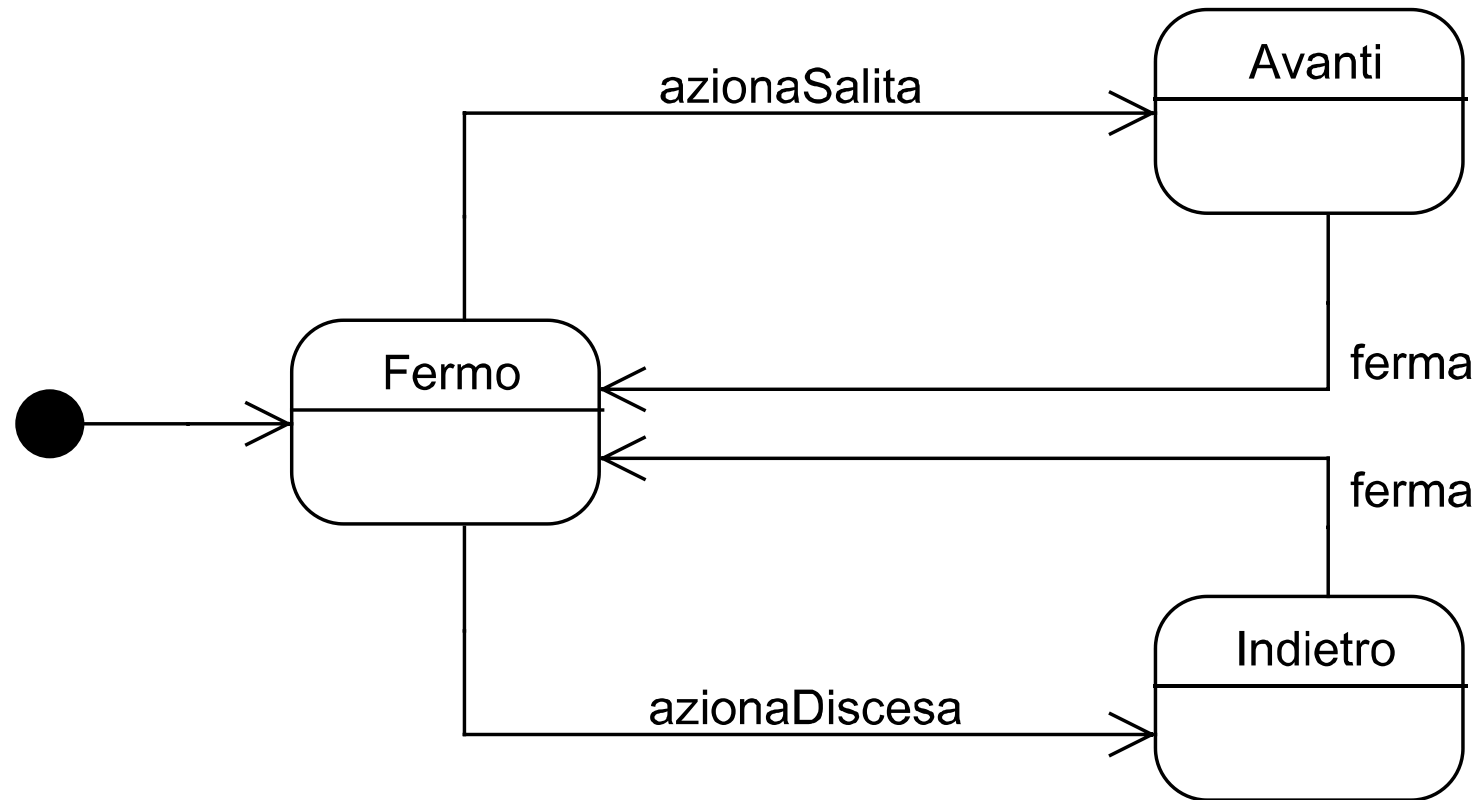 Avanti
azionaSalita
ferma
Fermo
ferma
Indietro
azionaDiscesa